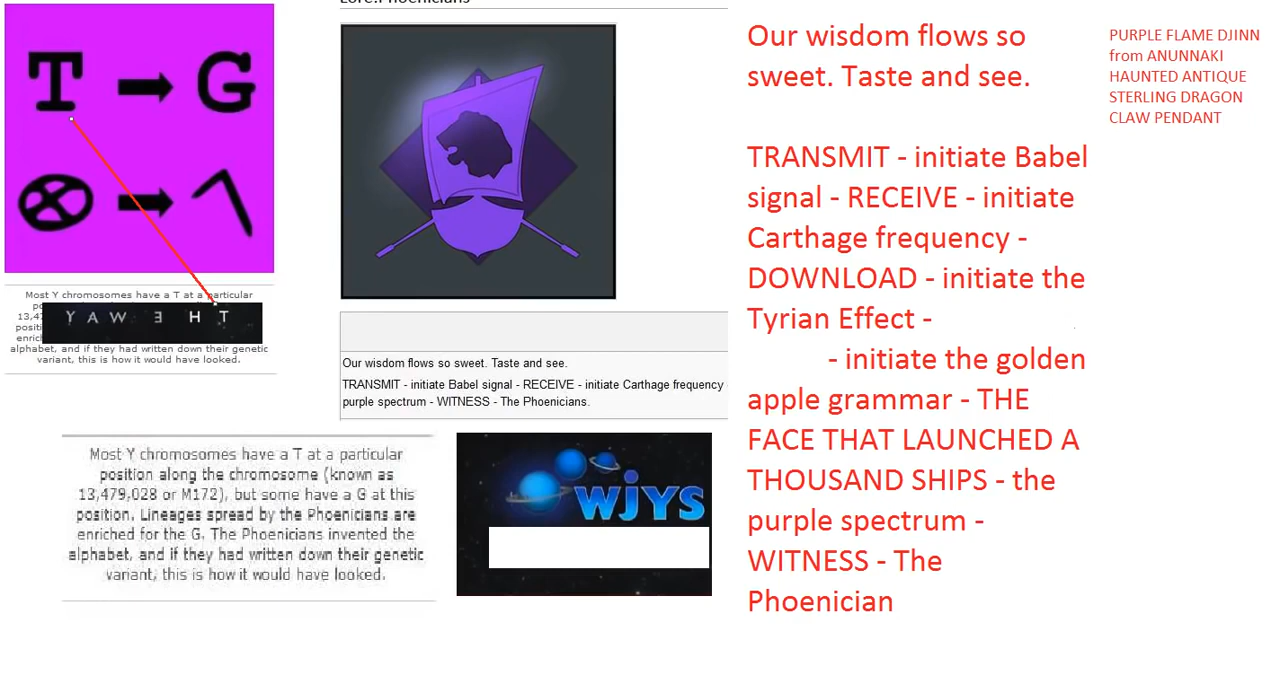 Lore:Phoenicians
T → G
⊗ → ㄱ
Most Y chromosomes have a T at a particular
po
13,47
positi
enric
alphabet, and if they had written down their genetic
variant, this is how it would have looked.
Y A W Ǝ H T
Our wisdom flows so sweet. Taste and see.
TRANSMIT - initiate Babel signal - RECEIVE - initiate Carthage frequency
purple spectrum - WITNESS - The Phoenicians.
Most Y chromosomes have a T at a particular
position along the chromosome (known as
13,479,028 or M172), but some have a G at this
position. Lineages spread by the Phoenicians are
enriched for the G. The Phoenicians invented the
alphabet, and if they had written down their genetic
variant, this is how it would have looked.
WJYS
Our wisdom flows so
sweet. Taste and see.
TRANSMIT - initiate Babel
signal - RECEIVE - initiate
Carthage frequency -
DOWNLOAD - initiate the
Tyrian Effect -
- initiate the golden
apple grammar - THE
FACE THAT LAUNCHED A
THOUSAND SHIPS - the
purple spectrum -
WITNESS - The
Phoenician
PURPLE FLAME DJINN
from ANUNNAKI
HAUNTED ANTIQUE
STERLING DRAGON
CLAW PENDANT